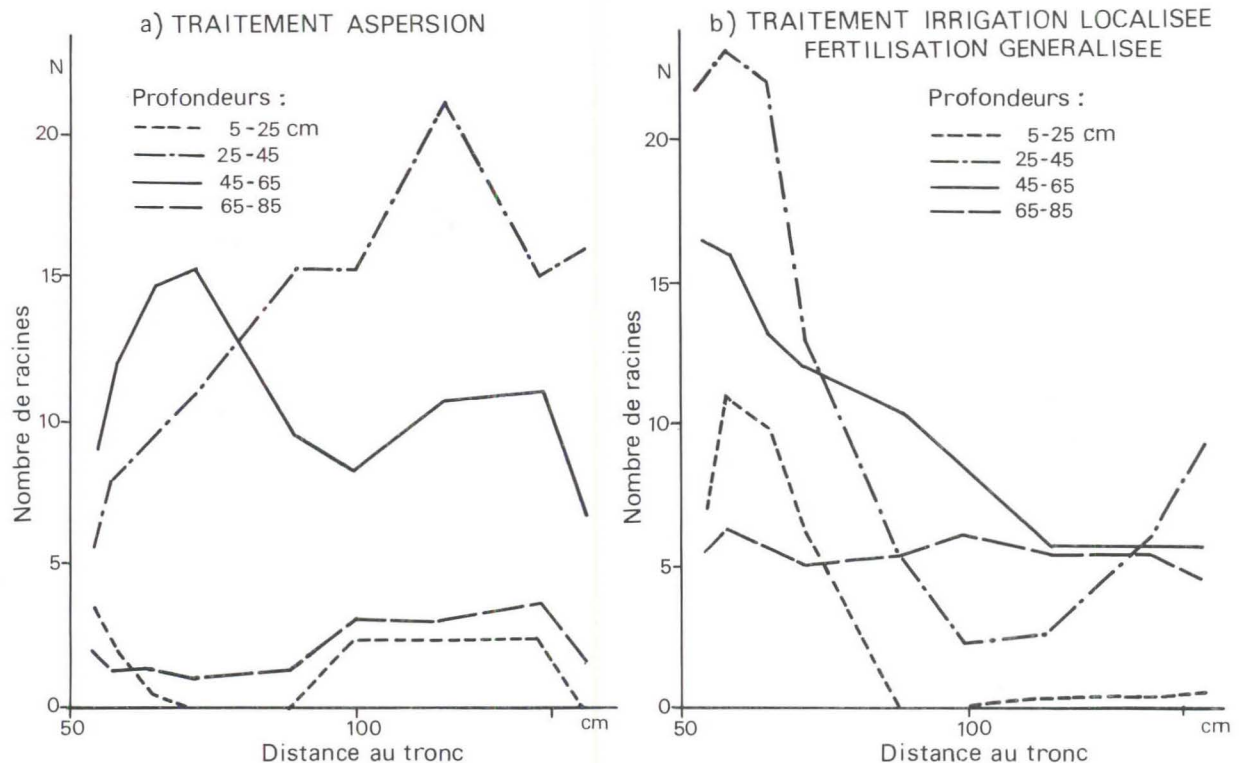 a) TRAITEMENT ASPERSION
N
Profondeurs :
5-25 cm
25-45
45-65
65-85
20
15
10
5
0
50
100
cm
Nombre de racines
Distance au tronc
b) TRAITEMENT IRRIGATION LOCALISEE
FERTILISATION GENERALISEE
N
Profondeurs :
5-25 cm
25-45
45-65
65-85
20
15
10
5
0
50
100
cm
Nombre de racines
Distance au tronc